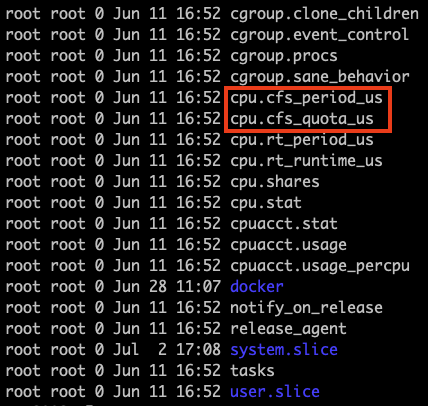 root root 0 Jun 11 16:52 cgroup.clone_children
root root 0 Jun 11 16:52 cgroup.event_control
root root 0 Jun 11 16:52 cgroup.procs
root root 0 Jun 11 16:52 cgroup.sane_behavior
root root 0 Jun 11 16:52 cpu.cfs_period_us
root root 0 Jun 11 16:52 cpu.cfs_quota_us
root root 0 Jun 11 16:52 cpu.rt_period_us
root root 0 Jun 11 16:52 cpu.rt_runtime_us
root root 0 Jun 11 16:52 cpu.shares
root root 0 Jun 11 16:52 cpu.stat
root root 0 Jun 11 16:52 cpuacct.stat
root root 0 Jun 11 16:52 cpuacct.usage
root root 0 Jun 11 16:52 cpuacct.usage_percpu
root root 0 Jun 28 11:07 docker
root root 0 Jun 11 16:52 notify_on_release
root root 0 Jun 11 16:52 release_agent
root root 0 Jul  2 17:08 system.slice
root root 0 Jun 11 16:52 tasks
root root 0 Jun 11 16:52 user.slice